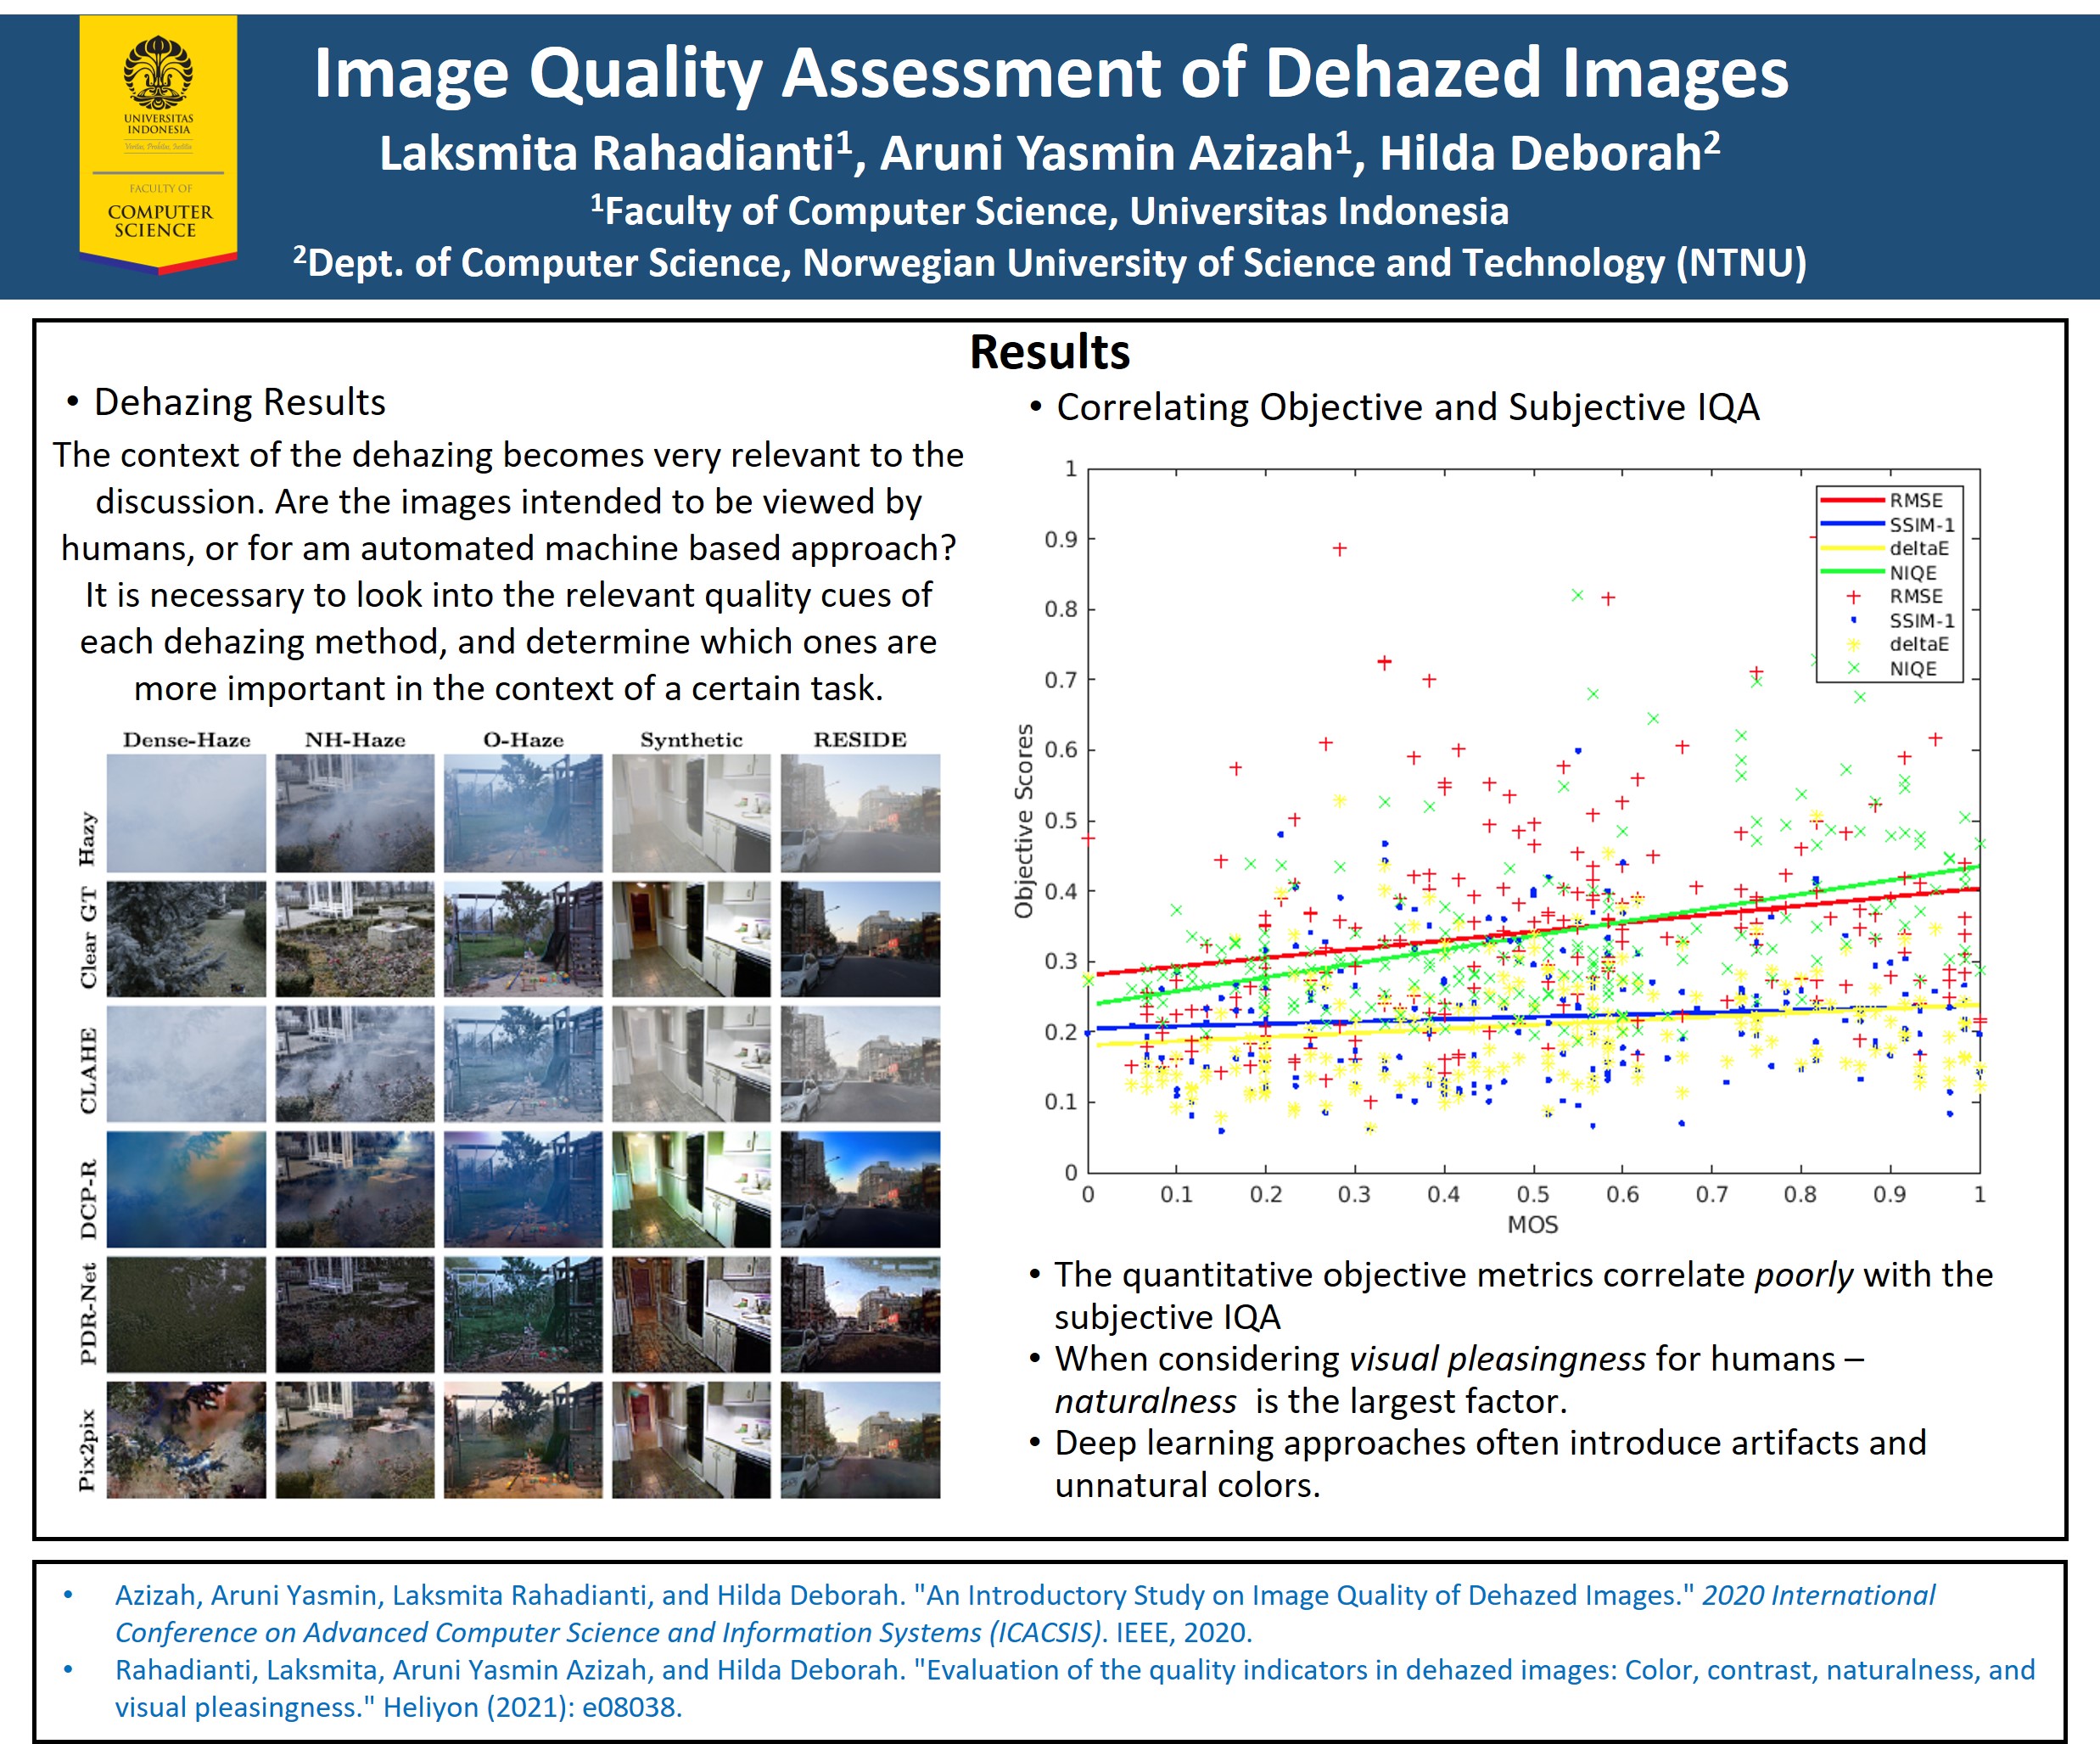 UNIVERSITAS
INDONESIA
Veritas, Probitas, Iustitia
FACULTY OF
COMPUTER
SCIENCE
Image Quality Assessment of Dehazed Images
Laksmita Rahadianti¹, Aruni Yasmin Azizah¹, Hilda Deborah²
¹Faculty of Computer Science, Universitas Indonesia
²Dept. of Computer Science, Norwegian University of Science and Technology (NTNU)
Results
• Dehazing Results
The context of the dehazing becomes very relevant to the
discussion. Are the images intended to be viewed by
humans, or for am automated machine based approach?
It is necessary to look into the relevant quality cues of
each dehazing method, and determine which ones are
more important in the context of a certain task.
Dense-Haze NH-Haze O-Haze Synthetic RESIDE
Hazy
Clear GT
CLAHE
DCP-R
PDR-Net
Pix2pix
• Correlating Objective and Subjective IQA
1
0.9
0.8
0.7
0.6
0.5
0.4
0.3
0.2
0.1
0
Objective Scores
RMSE
SSIM-1
deltaE
NIQE
RMSE
SSIM-1
deltaE
NIQE
0 0.1 0.2 0.3 0.4 0.5 0.6 0.7 0.8 0.9 1
MOS
• The quantitative objective metrics correlate poorly with the
subjective IQA
• When considering visual pleasingness for humans –
naturalness is the largest factor.
• Deep learning approaches often introduce artifacts and
unnatural colors.
• Azizah, Aruni Yasmin, Laksmita Rahadianti, and Hilda Deborah. "An Introductory Study on Image Quality of Dehazed Images." 2020 International
Conference on Advanced Computer Science and Information Systems (ICACSIS). IEEE, 2020.
• Rahadianti, Laksmita, Aruni Yasmin Azizah, and Hilda Deborah. "Evaluation of the quality indicators in dehazed images: Color, contrast, naturalness, and
visual pleasingness." Heliyon (2021): e08038.